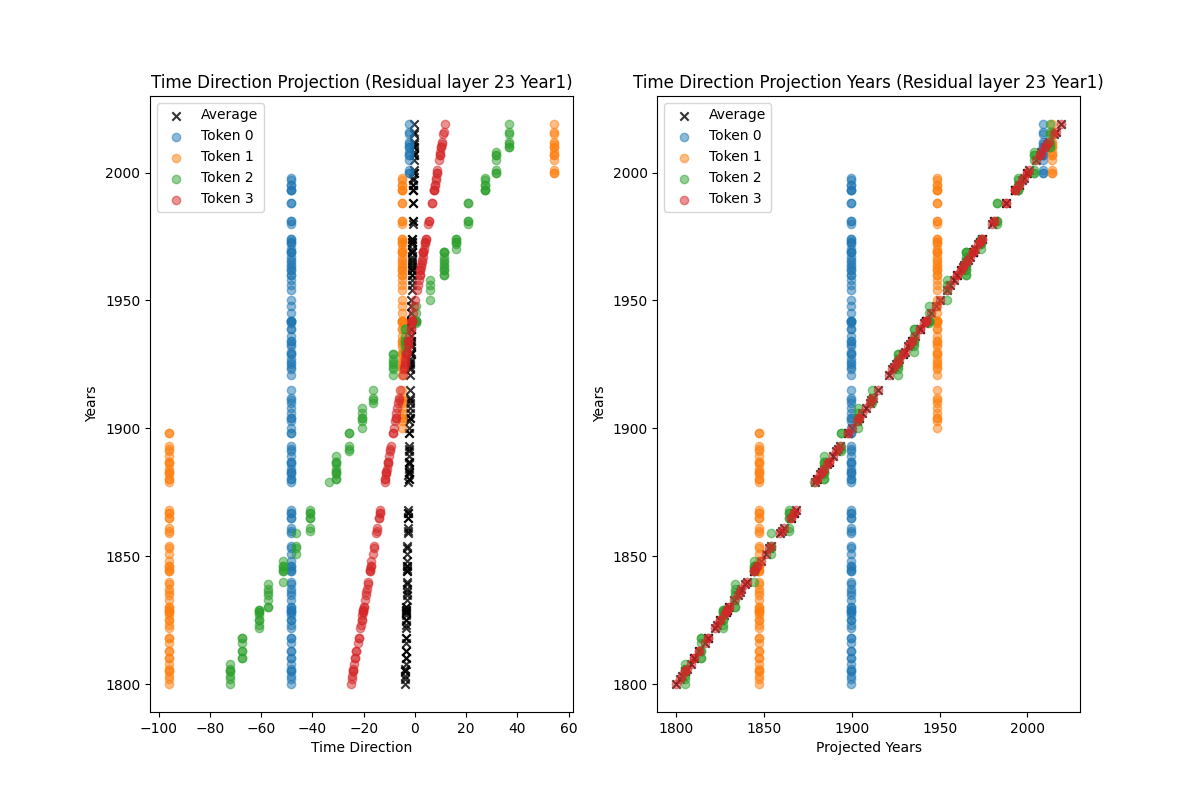 Time Direction Projection (Residual layer 23 Year1)
Average
Token 0
Token 1
Token 2
Token 3
2000
1950
1900
1850
1800
Years
−100
−80
−60
−40
−20
0
20
40
60
Time Direction
Time Direction Projection Years (Residual layer 23 Year1)
Average
Token 0
Token 1
Token 2
Token 3
2000
1950
1900
1850
1800
Years
1800
1850
1900
1950
2000
Projected Years